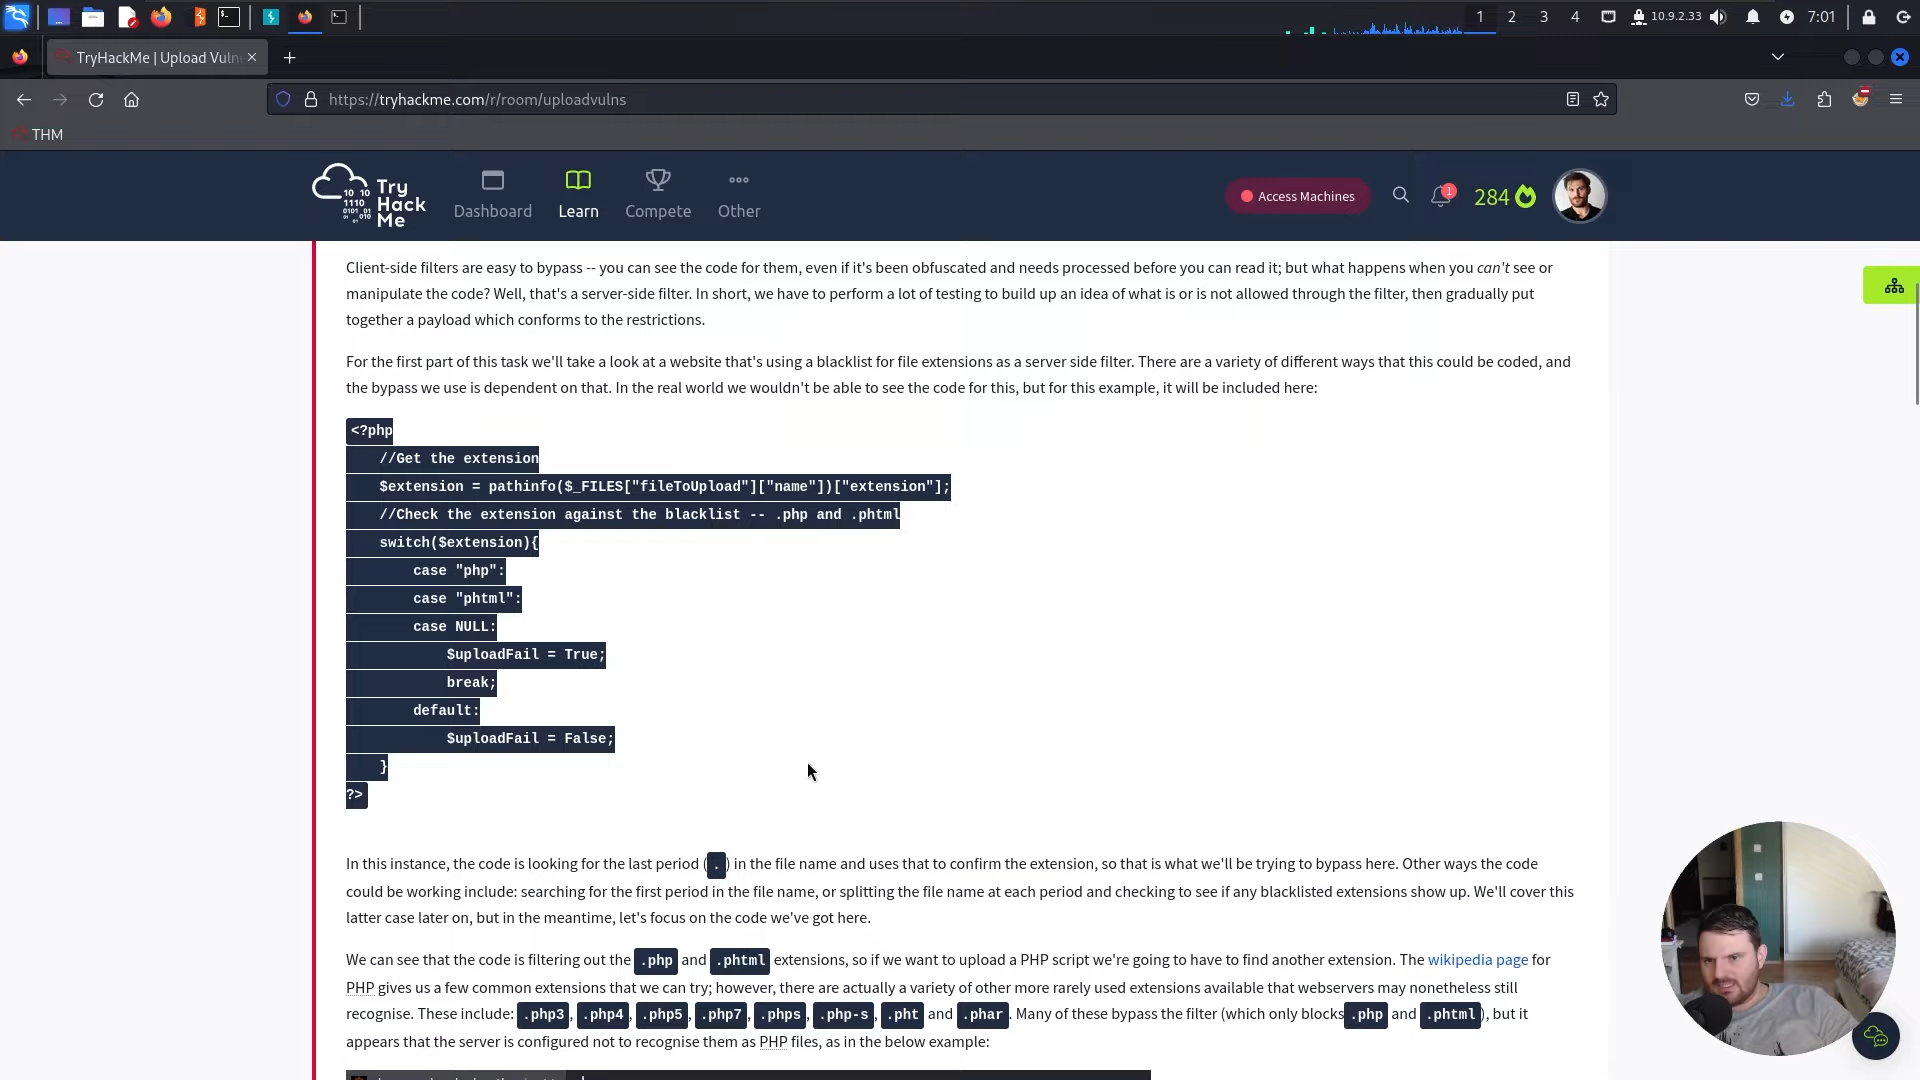 1 2 3 4 10.9.2.33 7:01
TryHackMe | Upload Vuln
https://tryhackme.com/r/room/uploadvulns
THM
Try
Hack
Me
Dashboard
Learn
Compete
Other
Access Machines
1
284
Client-side filters are easy to bypass -- you can see the code for them, even if it's been obfuscated and needs processed before you can read it; but what happens when you can't see or
manipulate the code? Well, that's a server-side filter. In short, we have to perform a lot of testing to build up an idea of what is or is not allowed through the filter, then gradually put
together a payload which conforms to the restrictions.
For the first part of this task we'll take a look at a website that's using a blacklist for file extensions as a server side filter. There are a variety of different ways that this could be coded, and
the bypass we use is dependent on that. In the real world we wouldn't be able to see the code for this, but for this example, it will be included here:
<?php
//Get the extension
$extension = pathinfo($_FILES["fileToUpload"]["name"])["extension"];
//Check the extension against the blacklist -- .php and .phtml
switch($extension){
case "php":
case "phtml":
case NULL:
$uploadFail = True;
break;
default:
$uploadFail = False;
}
?>
In this instance, the code is looking for the last period (.) in the file name and uses that to confirm the extension, so that is what we'll be trying to bypass here. Other ways the code
could be working include: searching for the first period in the file name, or splitting the file name at each period and checking to see if any blacklisted extensions show up. We'll cover this
latter case later on, but in the meantime, let's focus on the code we've got here.
We can see that the code is filtering out the .php and .phtml extensions, so if we want to upload a PHP script we're going to have to find another extension. The wikipedia page for
PHP gives us a few common extensions that we can try; however, there are actually a variety of other more rarely used extensions available that webservers may nonetheless still
recognise. These include: .php3, .php4, .php5, .php7, .phps, .php-s, .pht and .phar. Many of these bypass the filter (which only blocks .php and .phtml), but it
appears that the server is configured not to recognise them as PHP files, as in the below example: